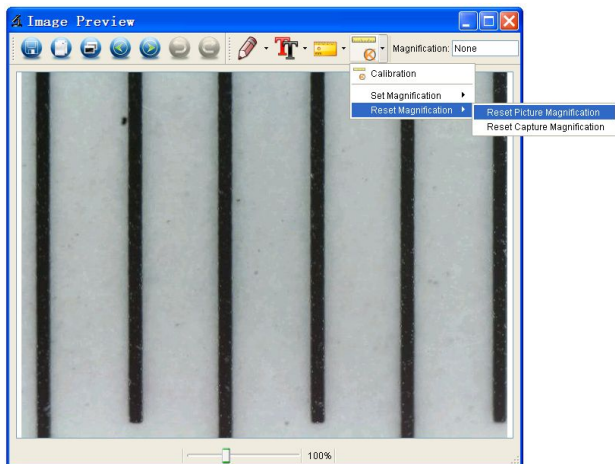 Image Preview
Magnification: None
Calibration
Set Magnification
Reset Magnification
Reset Picture Magnification
Reset Capture Magnification
100%